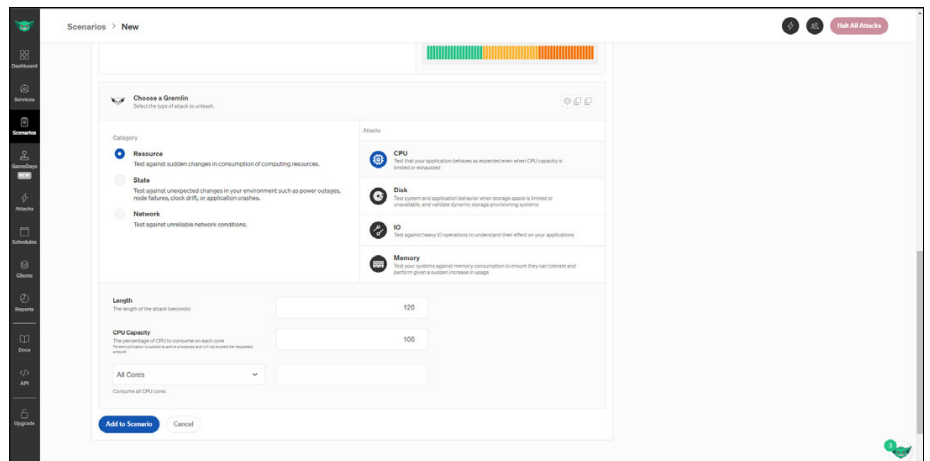 Scenarios > New
Halt All Attacks
Dashboard
Services
Scenarios
GameDays
NEW
Attacks
Schedules
Clients
Reports
Docs
API
Upgrade
Choose a Gremlin
Select the type of attack to unleash.
Category
Resource
Test against sudden changes in consumption of computing resources.
State
Test against unexpected changes in your environment such as power outages,
node failures, clock drift, or application crashes.
Network
Test against unreliable network conditions.
Attacks
CPU
Test that your application behaves as expected even when CPU capacity is
limited or exhausted
Disk
Test system and application behavior when storage space is limited or
unavailable, and validate dynamic storage provisioning systems
IO
Test against heavy IO operations to understand their effect on your applications
Memory
Test your systems against memory consumption to ensure they can tolerate and
perform given a sudden increase in usage
Length
The length of the attack (seconds)
120
CPU Capacity
The percentage of CPU to consume on each core
100
All Cores
Consume all CPU cores
Add to Scenario
Cancel
3